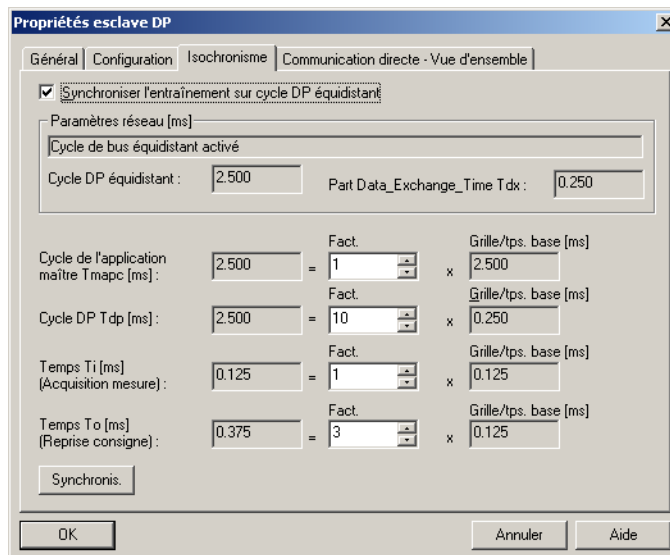 Propriétés esclave DP
Général Configuration Isochronisme Communication directe - Vue d'ensemble
Synchroniser l'entraînement sur cycle DP équidistant
Paramètres réseau [ms]
Cycle de bus équidistant activé
Cycle DP équidistant : 2.500 Part Data_Exchange_Time Tdx : 0.250
Fact. Grille/tps. base [ms]
Cycle de l'application
maître Tmapc [ms] : 2.500 = 1 x 2.500
Fact. Grille/tps. base [ms]
Cycle DP Tdp [ms] : 2.500 = 10 x 0.250
Fact. Grille/tps. base [ms]
Temps Ti [ms]
(Acquisition mesure) : 0.125 = 1 x 0.125
Fact. Grille/tps. base [ms]
Temps To [ms]
(Reprise consigne) : 0.375 = 3 x 0.125
Synchronis.
OK Annuler Aide